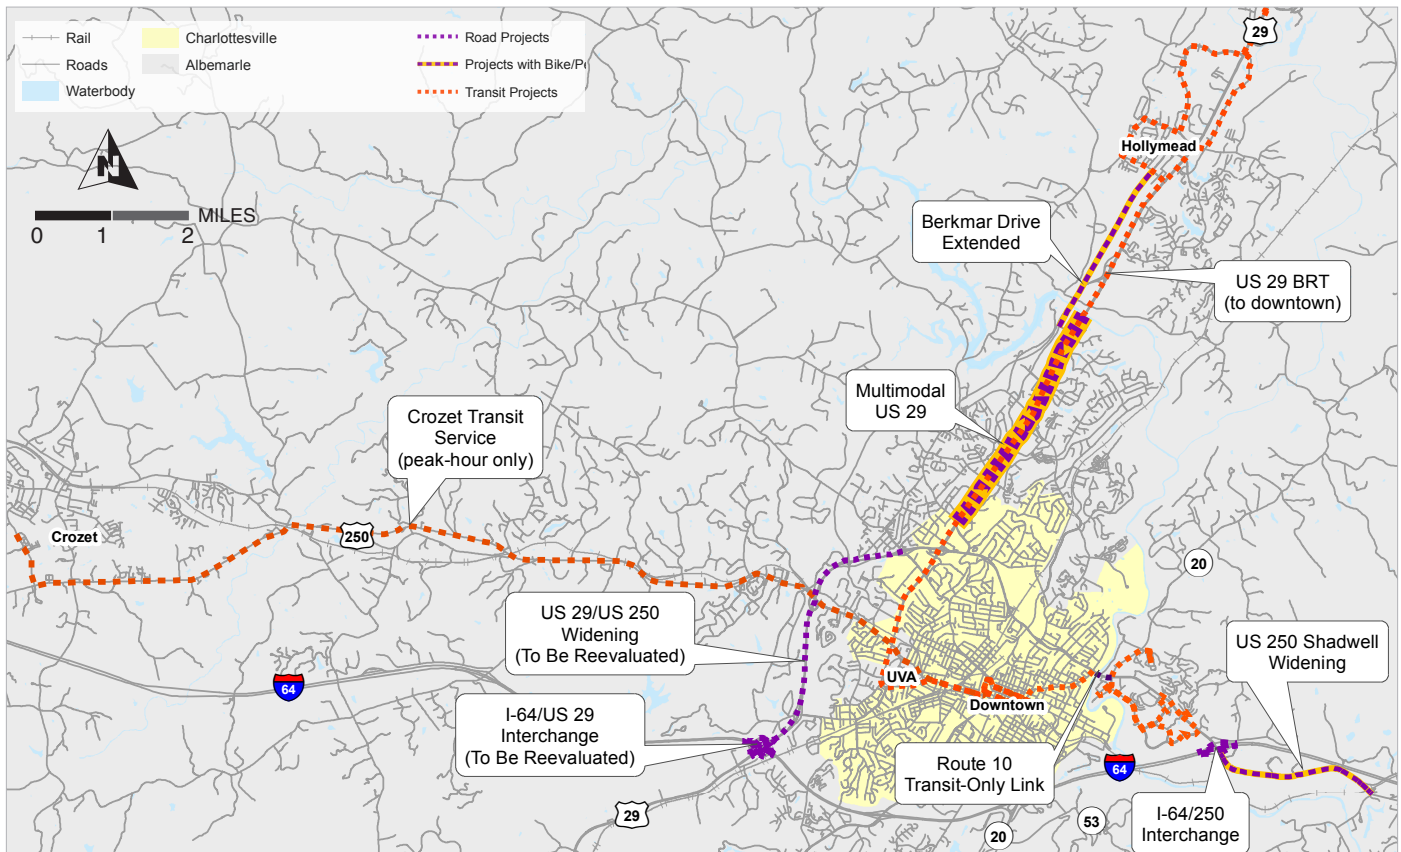 Rail
Roads
Waterbody
Charlottesville
Albemarle
Road Projects
Projects with Bike/Pe
Transit Projects
N
MILES
0 1 2
29
Hollymead
Berkmar Drive
Extended
US 29 BRT
(to downtown)
Multimodal
US 29
Crozet Transit
Service
(peak-hour only)
Crozet
250
20
US 29/US 250
Widening
(To Be Reevaluated)
US 250 Shadwell
Widening
UVA
Downtown
64
I-64/US 29
Interchange
(To Be Reevaluated)
Route 10
Transit-Only Link
64
I-64/250
Interchange
29
20
53